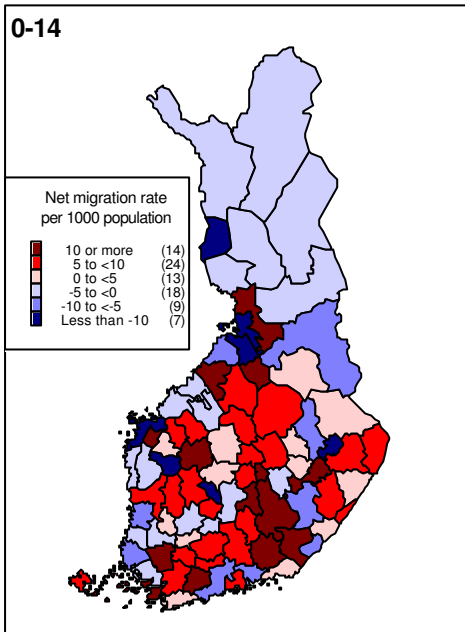 0-14
Net migration rate
per 1000 population
10 or more (14)
5 to <10 (24)
0 to <5 (13)
-5 to <0 (18)
-10 to <-5 (9)
Less than -10 (7)